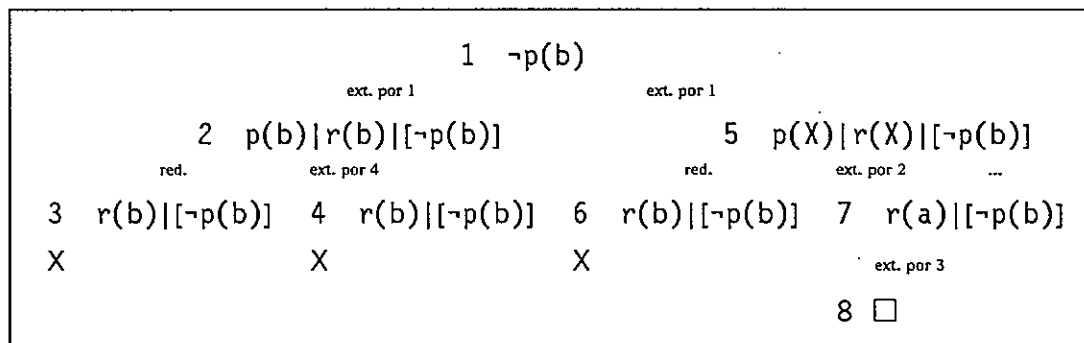 1 ¬p(b)
ext. por 1 ext. por 1
2 p(b)|r(b)|[¬p(b)] 5 p(X)|r(X)|[¬p(b)]
red. ext. por 4 red. ext. por 2 ...
3 r(b)|[¬p(b)] 4 r(b)|[¬p(b)] 6 r(b)|[¬p(b)] 7 r(a)|[¬p(b)]
X X X ext. por 3
8 □